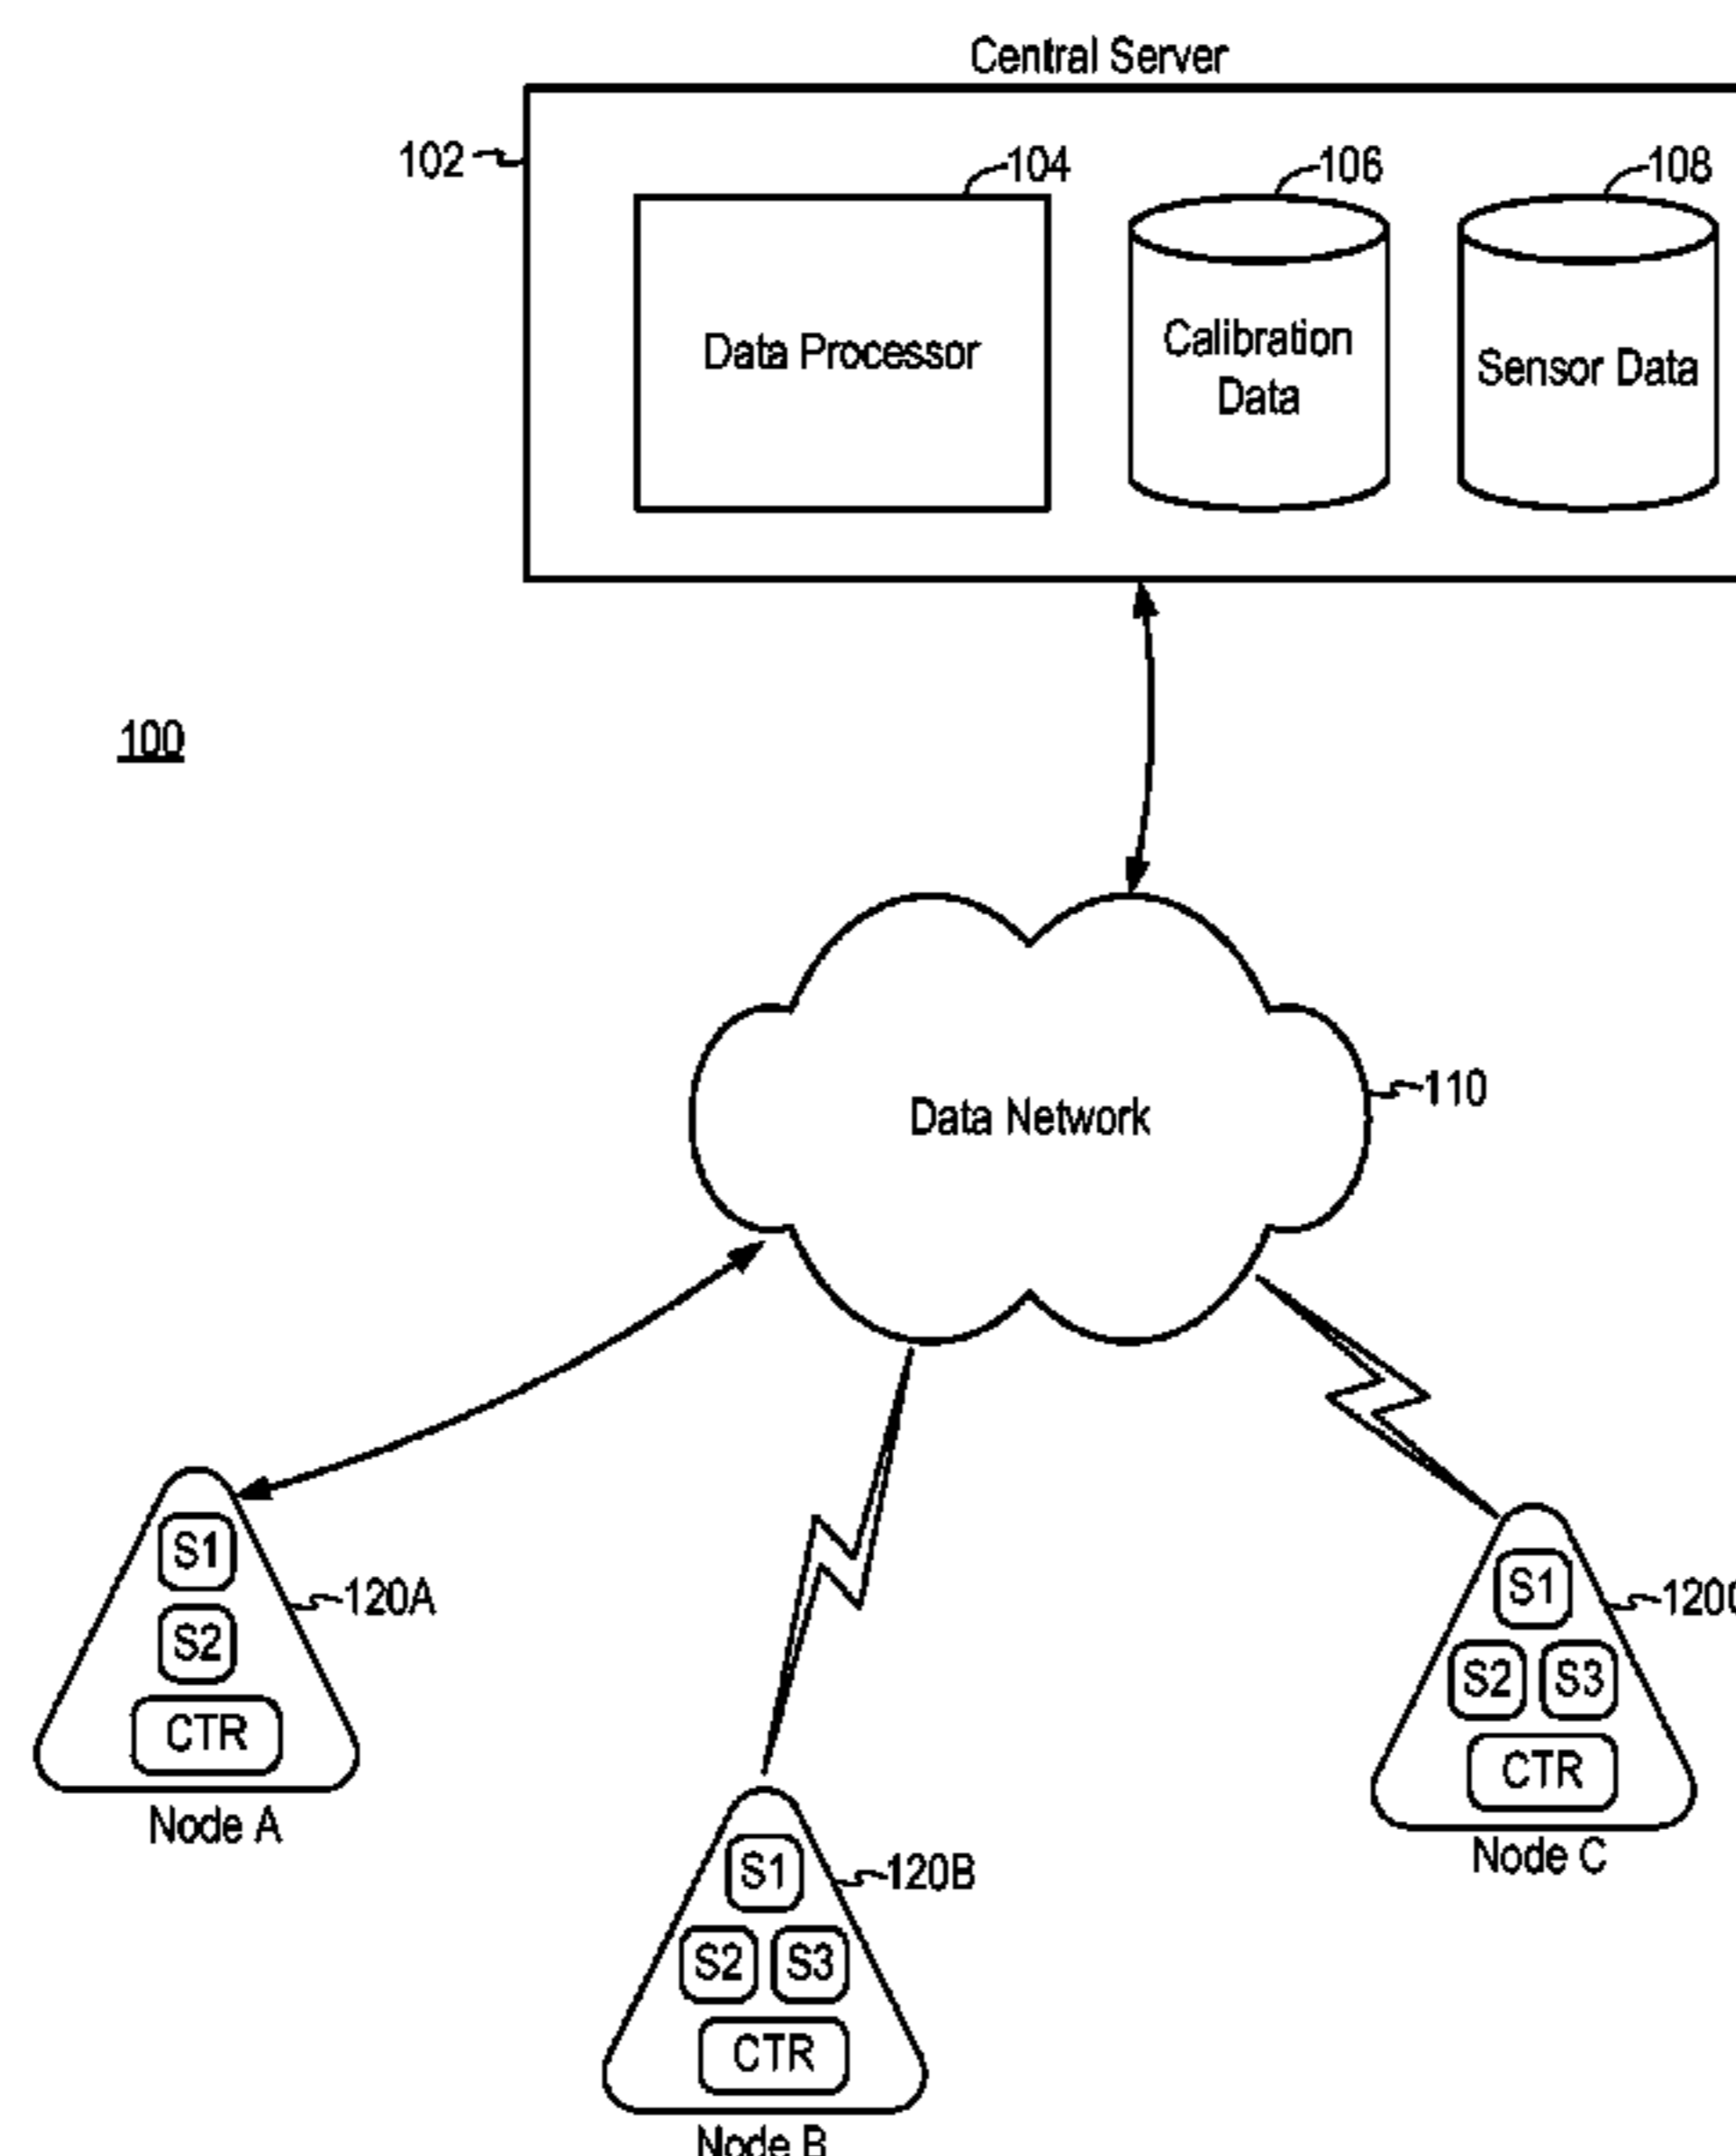 Central Server
102
104
106
108
Data Processor
Calibration
Data
Sensor Data
100
110
Data Network
S1
120A
S2
CTR
Node A
S1
120C
S2 S3
CTR
Node C
S1
120B
S2 S3
CTR
Node B